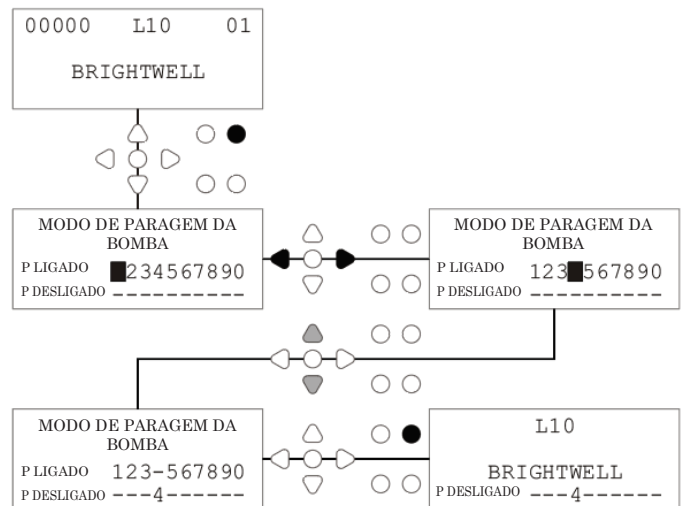 00000 L10 01
BRIGHTWELL
MODO DE PARAGEM DA
BOMBA
P LIGADO 234567890
P DESLIGADO ----------
MODO DE PARAGEM DA
BOMBA
P LIGADO 123 567890
P DESLIGADO ----------
MODO DE PARAGEM DA
BOMBA
P LIGADO 123-567890
P DESLIGADO ---4------
L10
BRIGHTWELL
P DESLIGADO ---4------